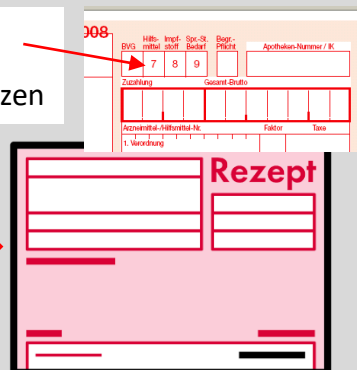 008
zen
Hilfs- Impf- Spr.-St. Begr.-
BVG mittel stoff Bedarf Pflicht Apotheken-Nummer / IK
7 8 9
Zuzahlung Gesamt-Brutto
Arzneimittel-/Hilfsmittel-Nr. Faktor Taxe
1. Verordnung
Rezept